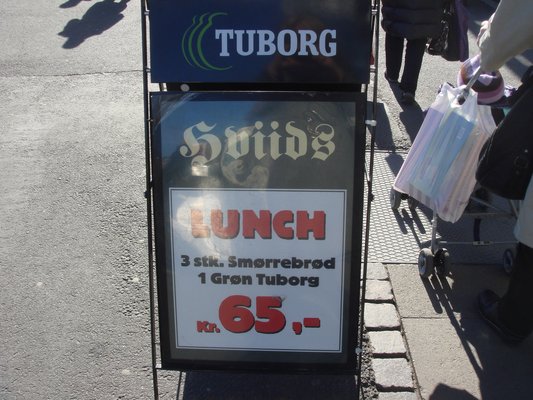 TUBORG
Hviids
LUNCH
3 stk. Smørrebrød
1 Grøn Tuborg
Kr. 65,-